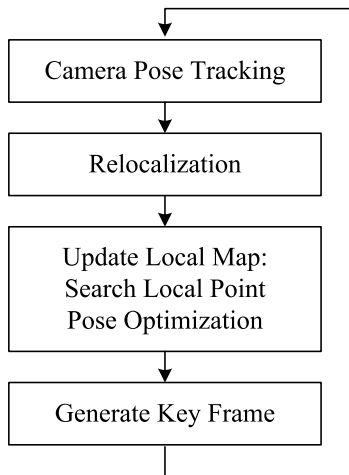 Camera Pose Tracking
Relocalization
Update Local Map:
Search Local Point
Pose Optimization
Generate Key Frame